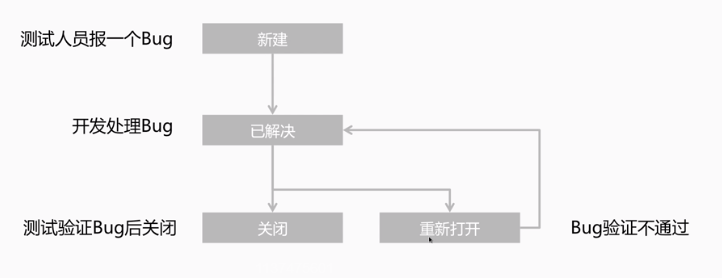 测试人员报一个Bug
新建
开发处理Bug
已解决
测试验证Bug后关闭
关闭
重新打开
Bug验证不通过